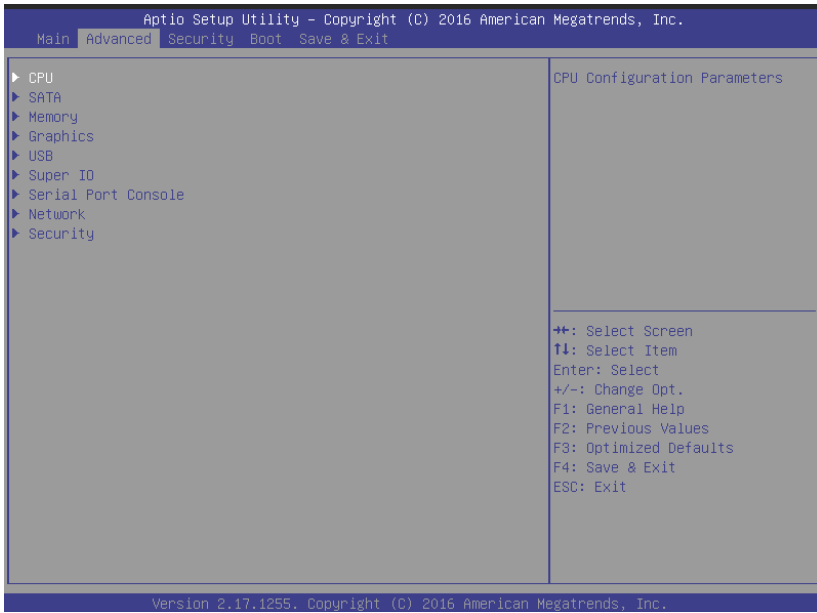 Aptio Setup Utility – Copyright (C) 2016 American Megatrends, Inc.
Main Advanced Security Boot Save & Exit
▶ CPU
▶ SATA
▶ Memory
▶ Graphics
▶ USB
▶ Super IO
▶ Serial Port Console
▶ Network
▶ Security
CPU Configuration Parameters
→←: Select Screen
↑↓: Select Item
Enter: Select
+/-: Change Opt.
F1: General Help
F2: Previous Values
F3: Optimized Defaults
F4: Save & Exit
ESC: Exit
Version 2.17.1255. Copyright (C) 2016 American Megatrends, Inc.